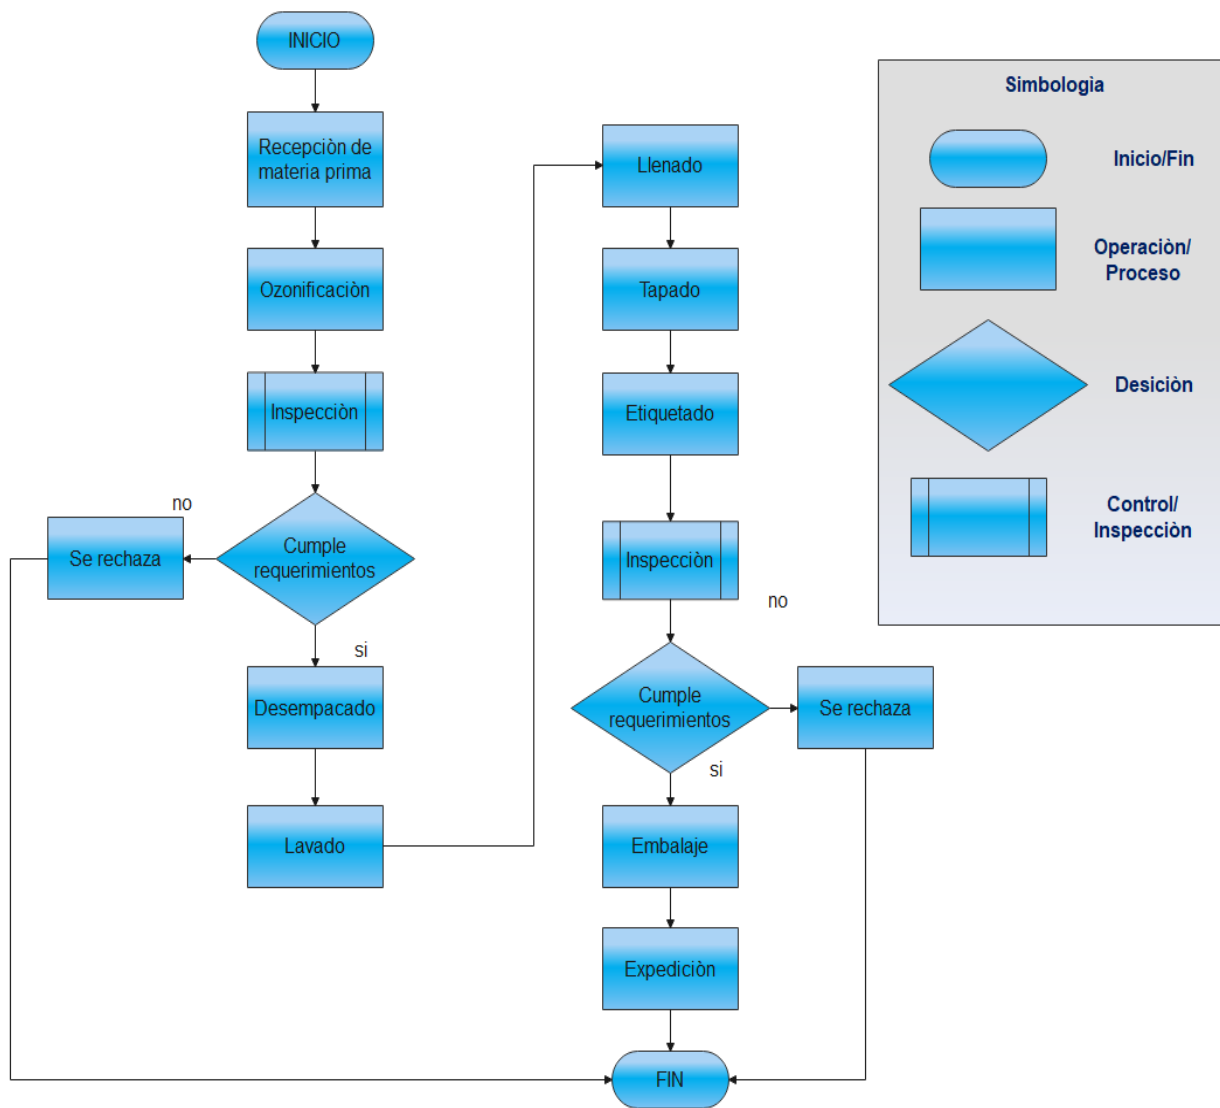 INICIO
Recepciòn de
materia prima
Ozonificaciòn
Inspecciòn
no
Se rechaza
Cumple
requerimientos
si
Desempacado
Lavado
Llenado
Tapado
Etiquetado
Inspecciòn
no
Cumple
requerimientos
Se rechaza
si
Embalaje
Expediciòn
FIN
Simbologia
Inicio/Fin
Operaciòn/
Proceso
Desiciòn
Control/
Inspecciòn